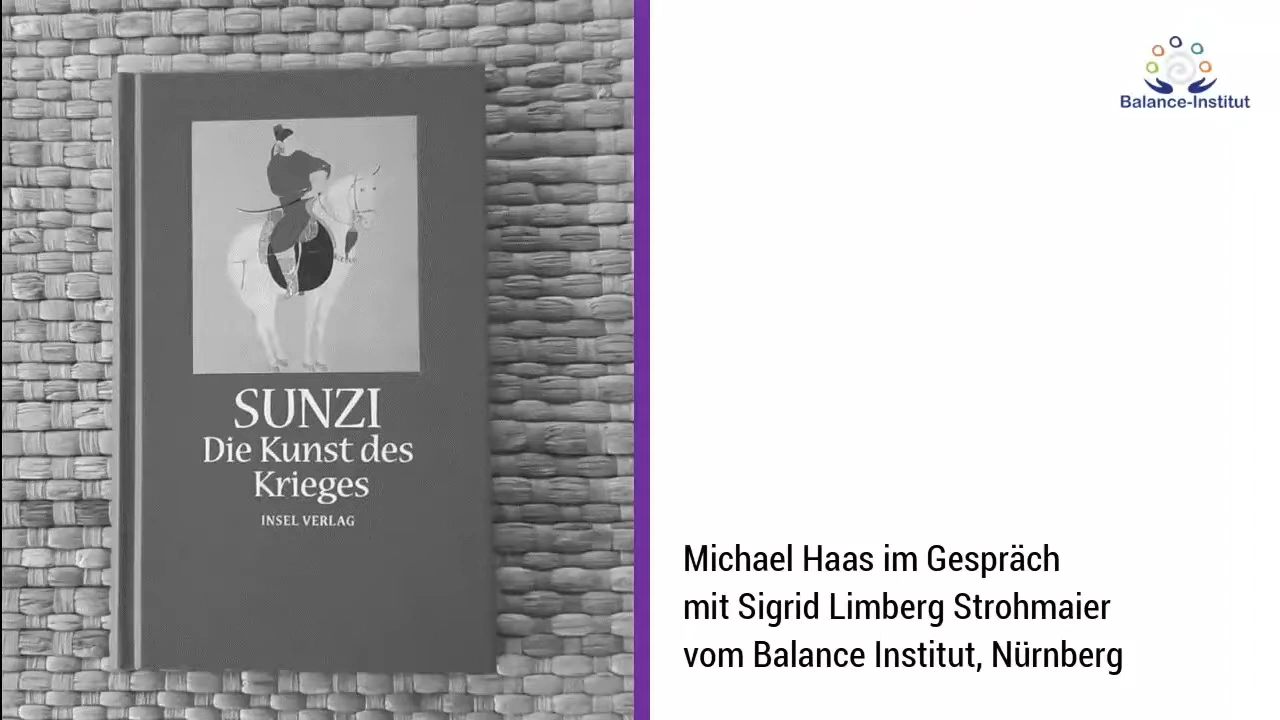 SUNZI
Die Kunst des
Krieges
INSEL VERLAG
Balance-Institut
Michael Haas im Gespräch
mit Sigrid Limberg Strohmaier
vom Balance Institut, Nürnberg